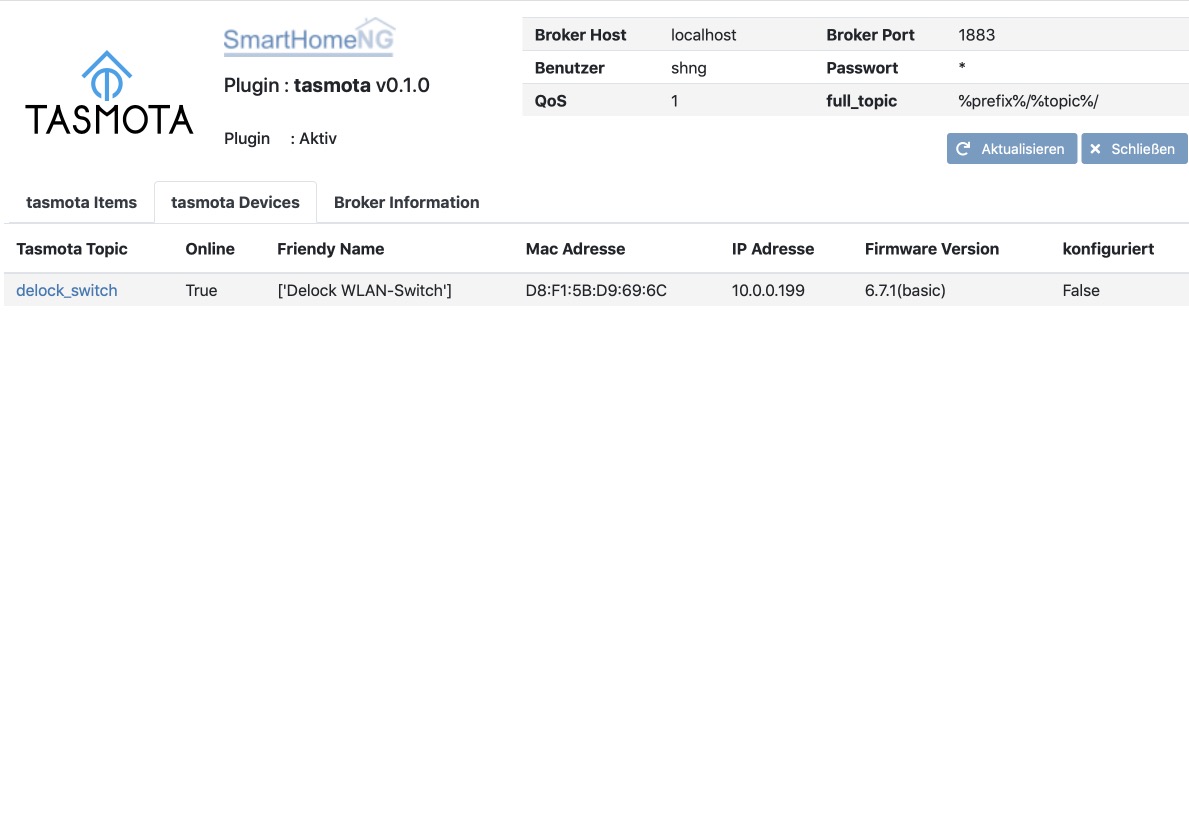 TASMOTA
SmartHomeNG
Plugin : tasmota v0.1.0
Plugin : Aktiv
Broker Host localhost Broker Port 1883
Benutzer shng Passwort *
QoS 1 full_topic %prefix%/%topic%/
Aktualisieren Schließen
tasmota Items tasmota Devices Broker Information
Tasmota Topic Online Friendy Name Mac Adresse IP Adresse Firmware Version konfiguriert
delock_switch True ['Delock WLAN-Switch'] D8:F1:5B:D9:69:6C 10.0.0.199 6.7.1(basic) False